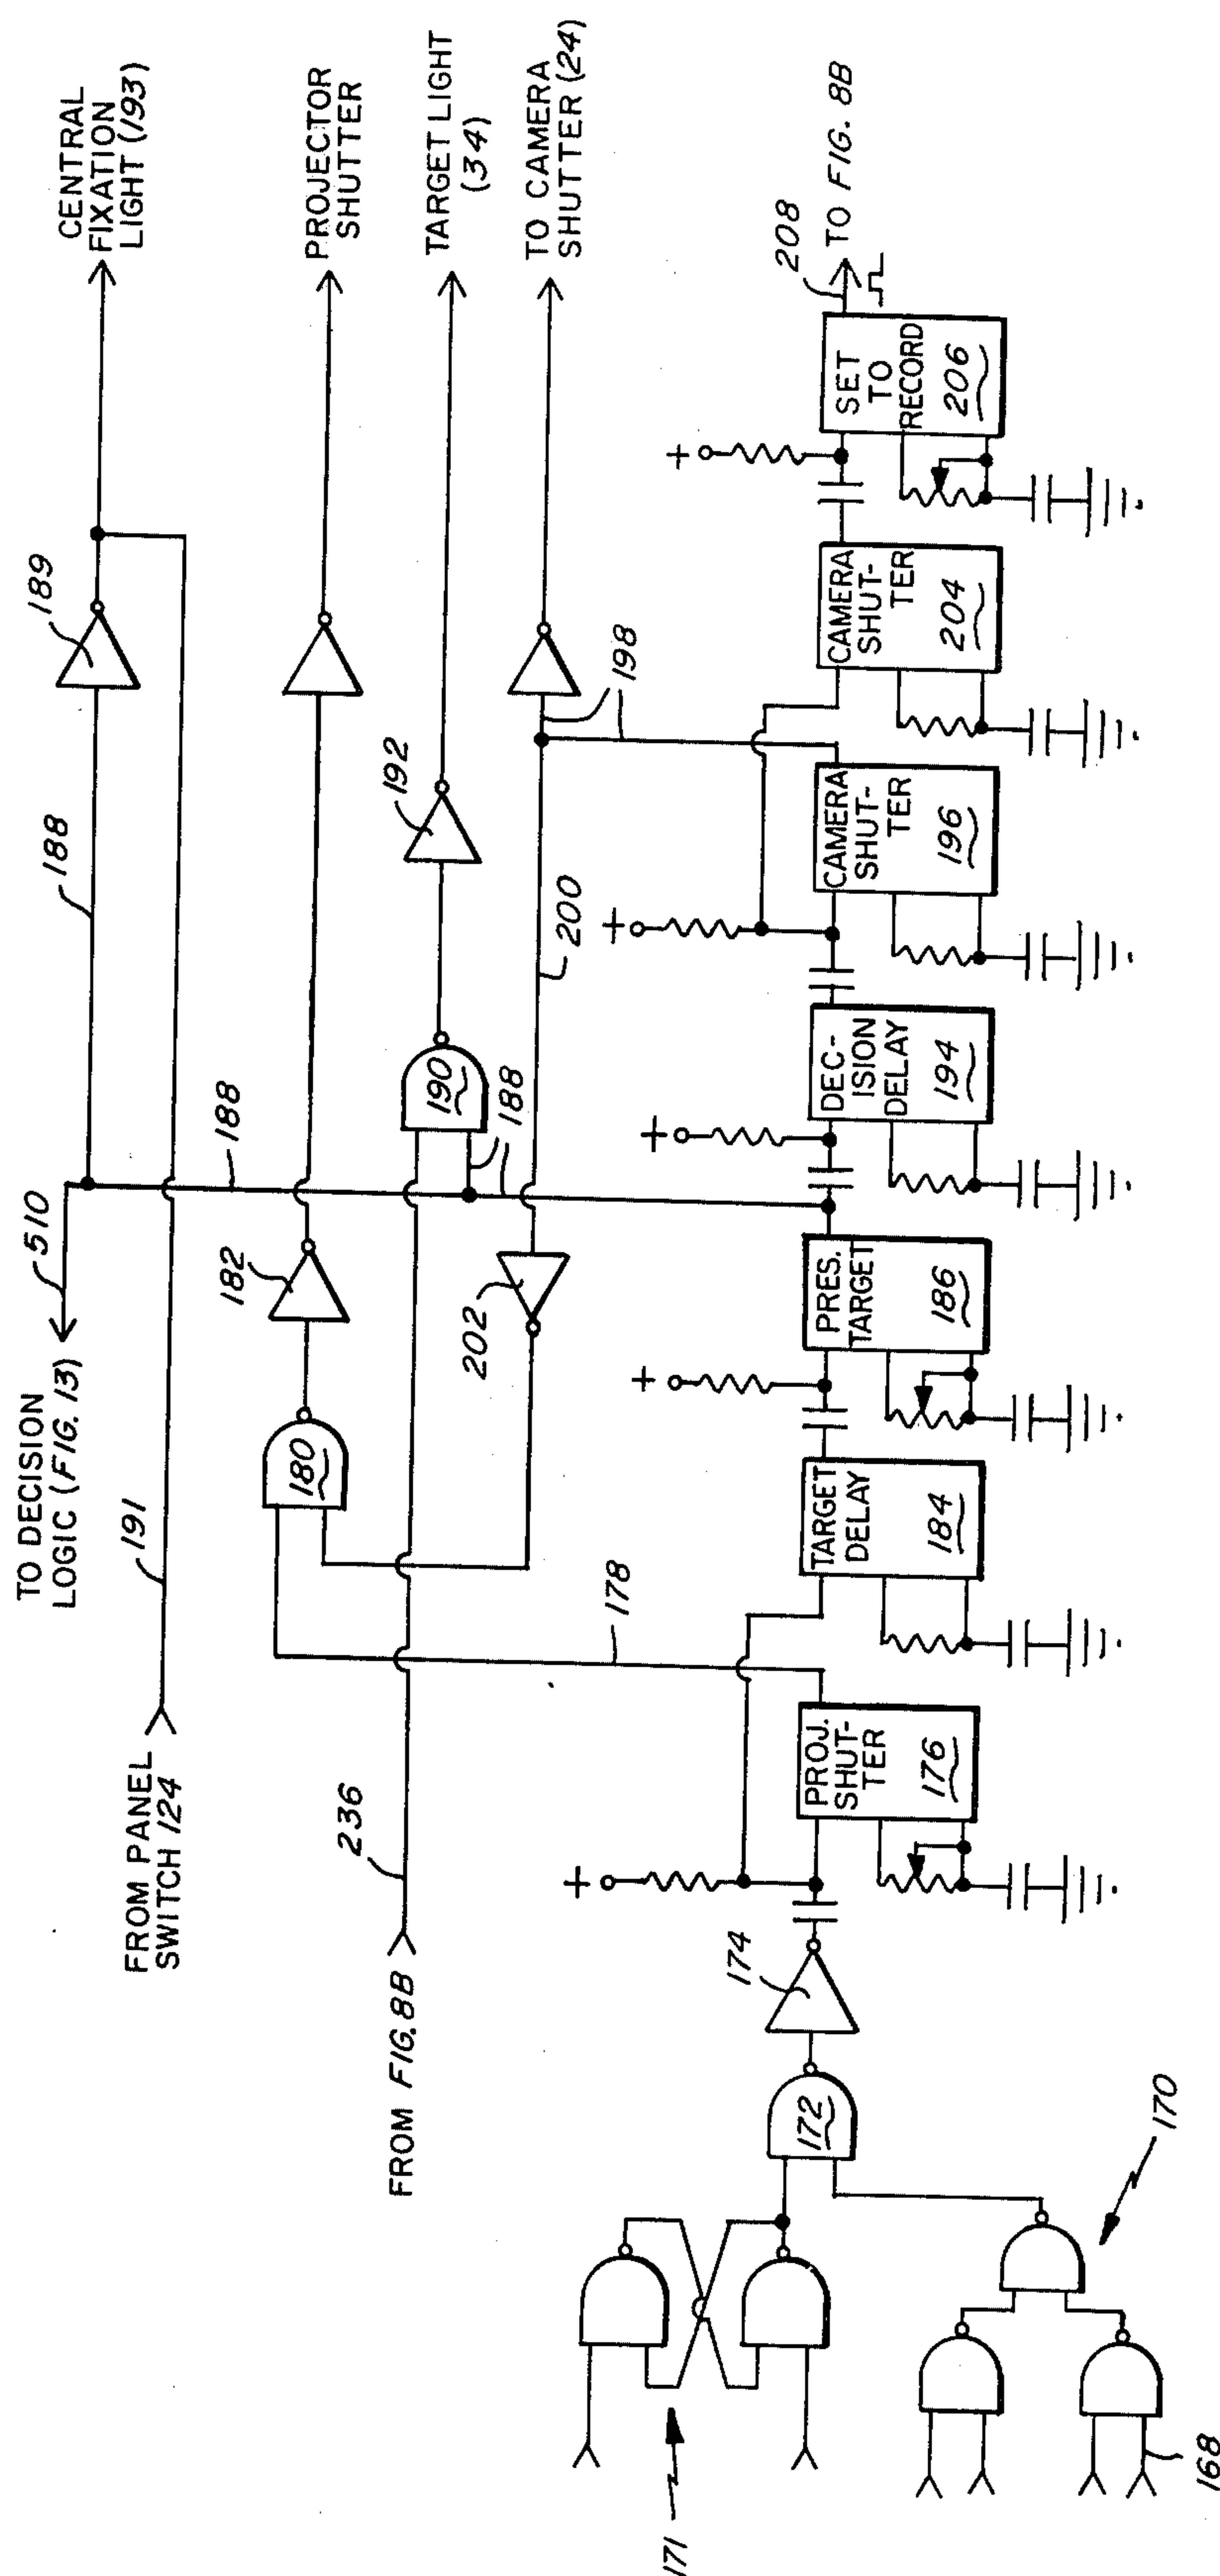 TO DECISION
LOGIC (FIG. 13)
510
188
188
189
CENTRAL
FIXATION
LIGHT (193)
FROM PANEL
SWITCH 124
191
180
182
188
PROJECTOR
SHUTTER
FROM FIG. 8B
236
190
192
TARGET LIGHT
(34)
202
188
200
198
TO CAMERA
SHUTTER (24)
178
+
+
+
+
+
171
170
168
172
174
PROJ.
SHUT-
TER
176
TARGET
DELAY
184
PRES.
TARGET
186
DEC-
ISION
DELAY
194
CAMERA
SHUT-
TER
196
CAMERA
SHUT-
TER
204
SET
TO
RECORD
206
208
TO FIG. 8B